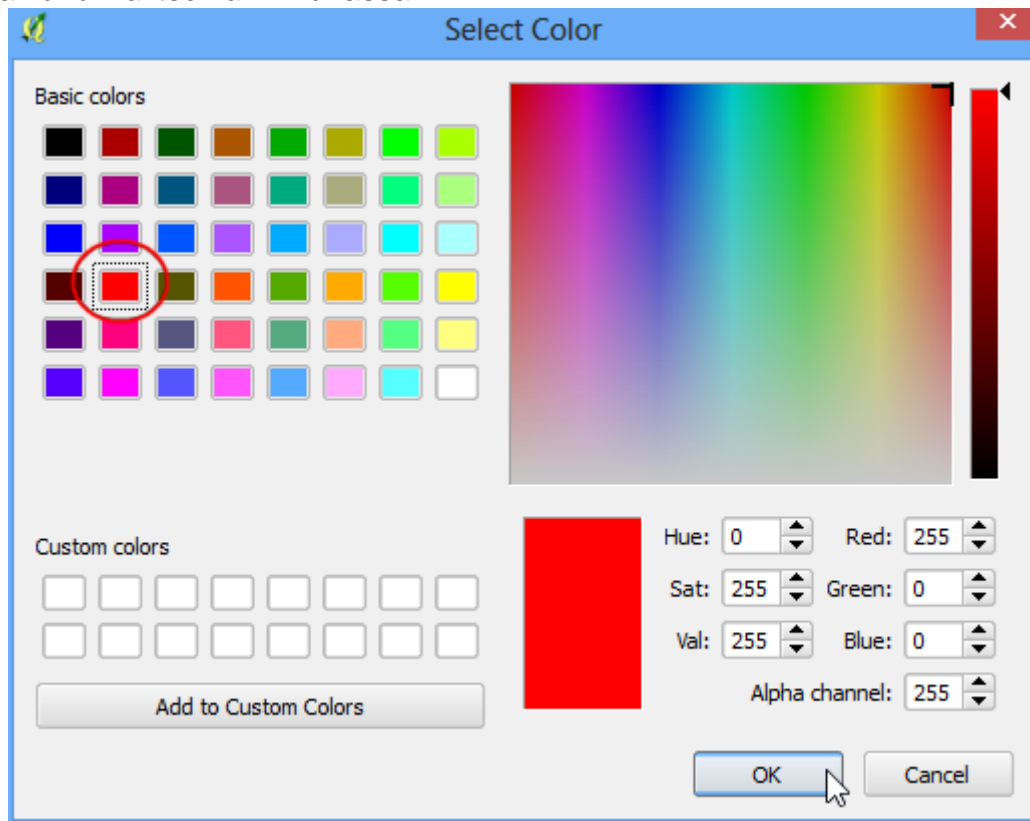 Select Color
Basic colors
Custom colors
Add to Custom Colors
Hue: 0 Red: 255
Sat: 255 Green: 0
Val: 255 Blue: 0
Alpha channel: 255
OK Cancel